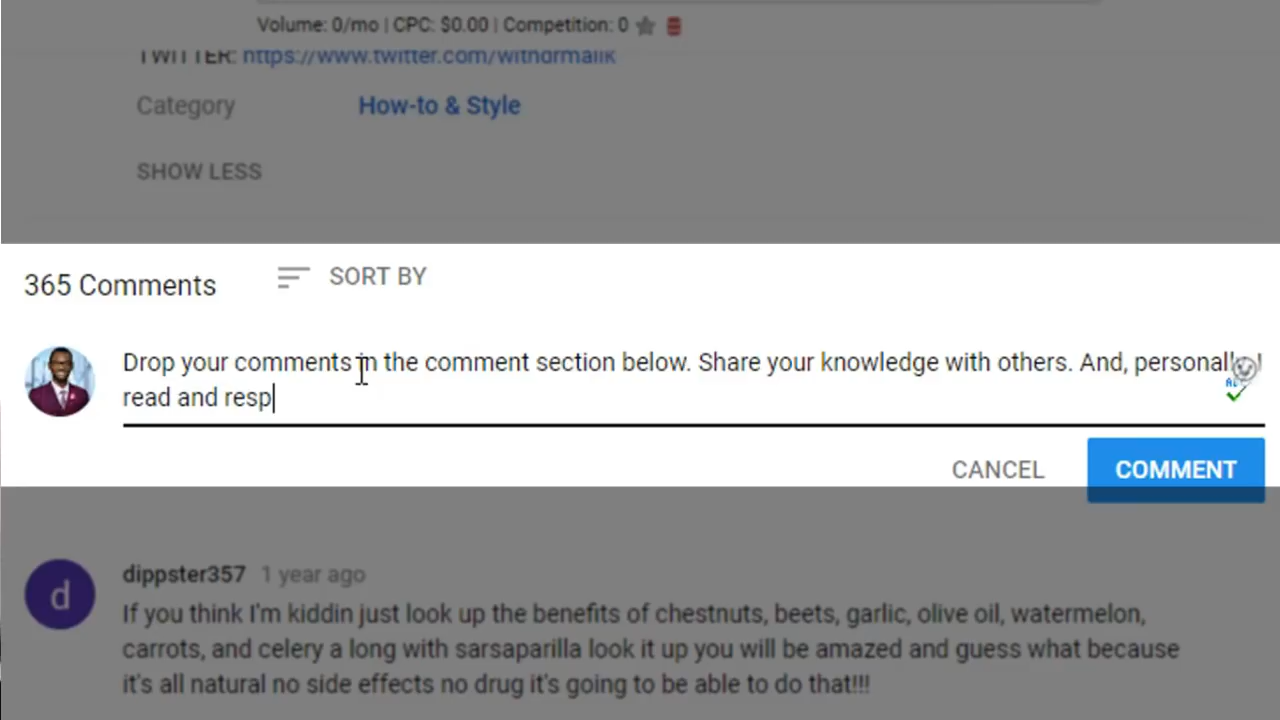 Volume: 0/mo | CPC: $0.00 | Competition: 0
TWITTER: https://www.twitter.com/withdrmalik
Category How-to & Style
SHOW LESS
365 Comments SORT BY
Drop your comments in the comment section below. Share your knowledge with others. And, personally I
read and resp
CANCEL COMMENT
d
dippster357 1 year ago
If you think I'm kiddin just look up the benefits of chestnuts, beets, garlic, olive oil, watermelon,
carrots, and celery a long with sarsaparilla look it up you will be amazed and guess what because
it's all natural no side effects no drug it's going to be able to do that!!!